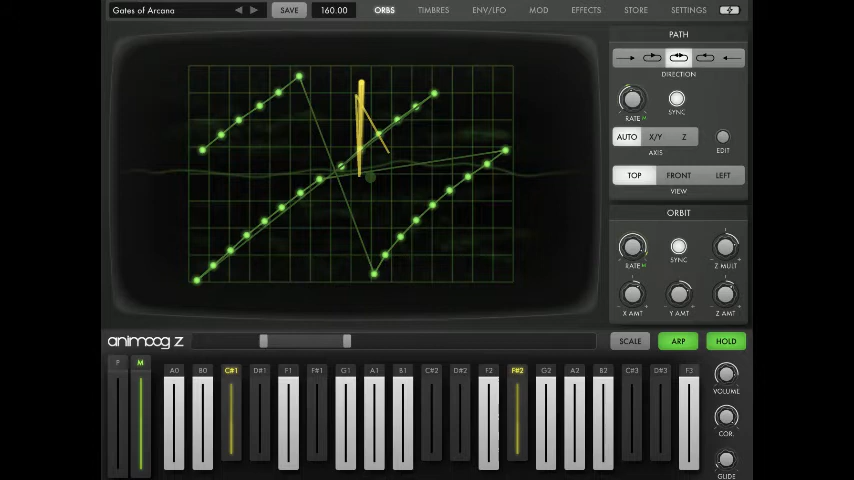 Gates of Arcana
SAVE
160.00
ORBS
TIMBRES
ENV/LFO
MOD
EFFECTS
STORE
SETTINGS
PATH
DIRECTION
RATE M
SYNC
AUTO X/Y Z
AXIS
EDIT
TOP FRONT LEFT
VIEW
ORBIT
RATE M
SYNC
Z MULT
X AMT
Y AMT
Z AMT
animoog z
SCALE
ARP
HOLD
P M
A0 B0 C#1 D#1 F1 F#1 G1 A1 B1 C#2 D#2 F2 F#2 G2 A2 B2 C#3 D#3 F3
VOLUME
COR.
GLIDE